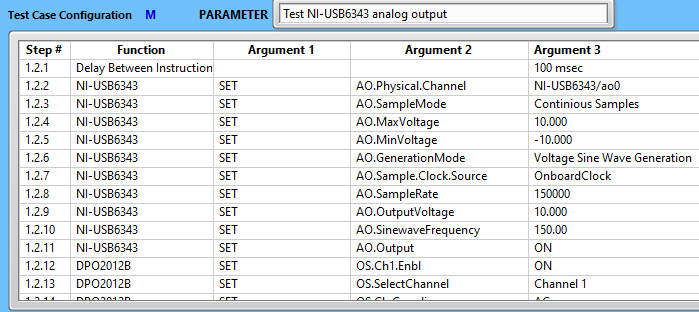 Test Case Configuration M PARAMETER Test NI-USB6343 analog output
Step # Function Argument 1 Argument 2 Argument 3
1.2.1 Delay Between Instruction 100 msec
1.2.2 NI-USB6343 SET AO.Physical.Channel NI-USB6343/ao0
1.2.3 NI-USB6343 SET AO.SampleMode Continious Samples
1.2.4 NI-USB6343 SET AO.MaxVoltage 10.000
1.2.5 NI-USB6343 SET AO.MinVoltage -10.000
1.2.6 NI-USB6343 SET AO.GenerationMode Voltage Sine Wave Generation
1.2.7 NI-USB6343 SET AO.Sample.Clock.Source OnboardClock
1.2.8 NI-USB6343 SET AO.SampleRate 150000
1.2.9 NI-USB6343 SET AO.OutputVoltage 10.000
1.2.10 NI-USB6343 SET AO.SinewaveFrequency 150.00
1.2.11 NI-USB6343 SET AO.Output ON
1.2.12 DPO2012B SET OS.Ch1.Enbl ON
1.2.13 DPO2012B SET OS.SelectChannel Channel 1
1.2.14 DPO2012B SET